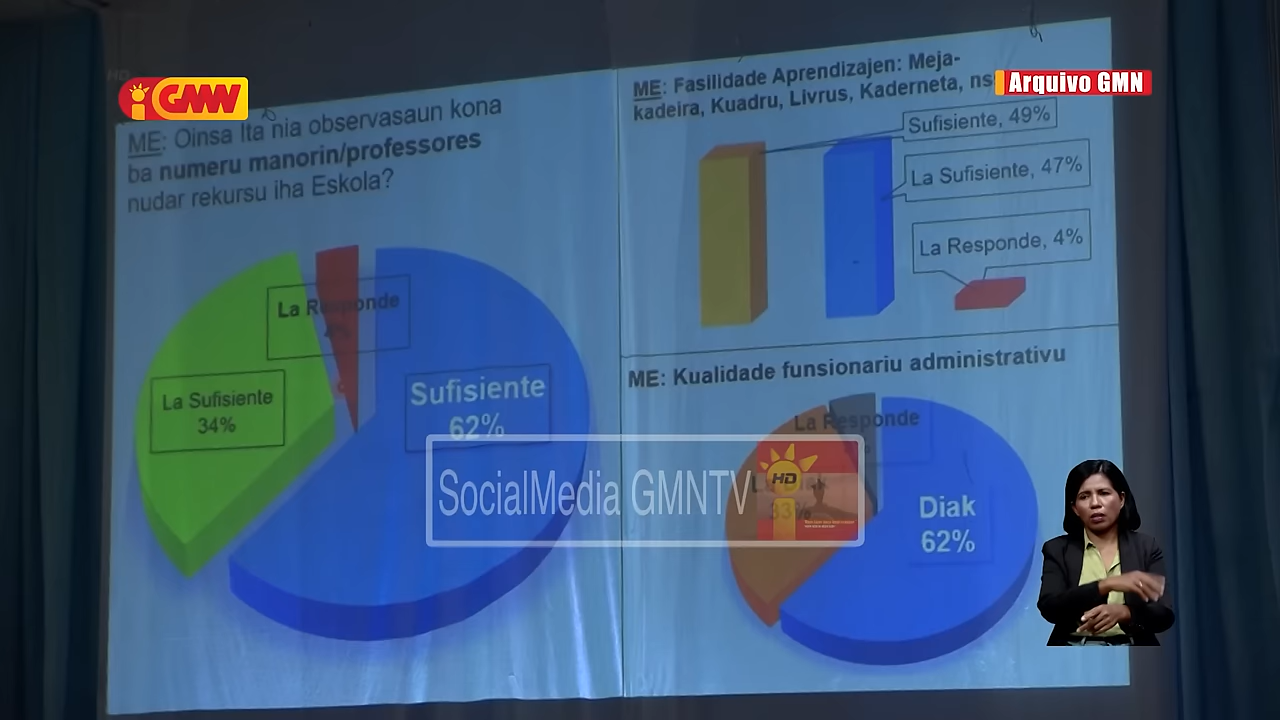 GMN
Arquivo GMN
ME: Oinsa Ita nia observasaun kona
ba numeru manorin/professores
nudar rekursu iha Eskola?
La Responde
La Sufisiente
34%
Sufisiente
62%
ME: Fasilidade Aprendizajen: Meja-
kadeira, Kuadru, Livrus, Kaderneta,
Sufisiente, 49%
La Sufisiente, 47%
La Responde, 4%
ME: Kualidade funsionariu administrativu
La Responde
33%
Diak
62%
SocialMedia GMNTV
HD